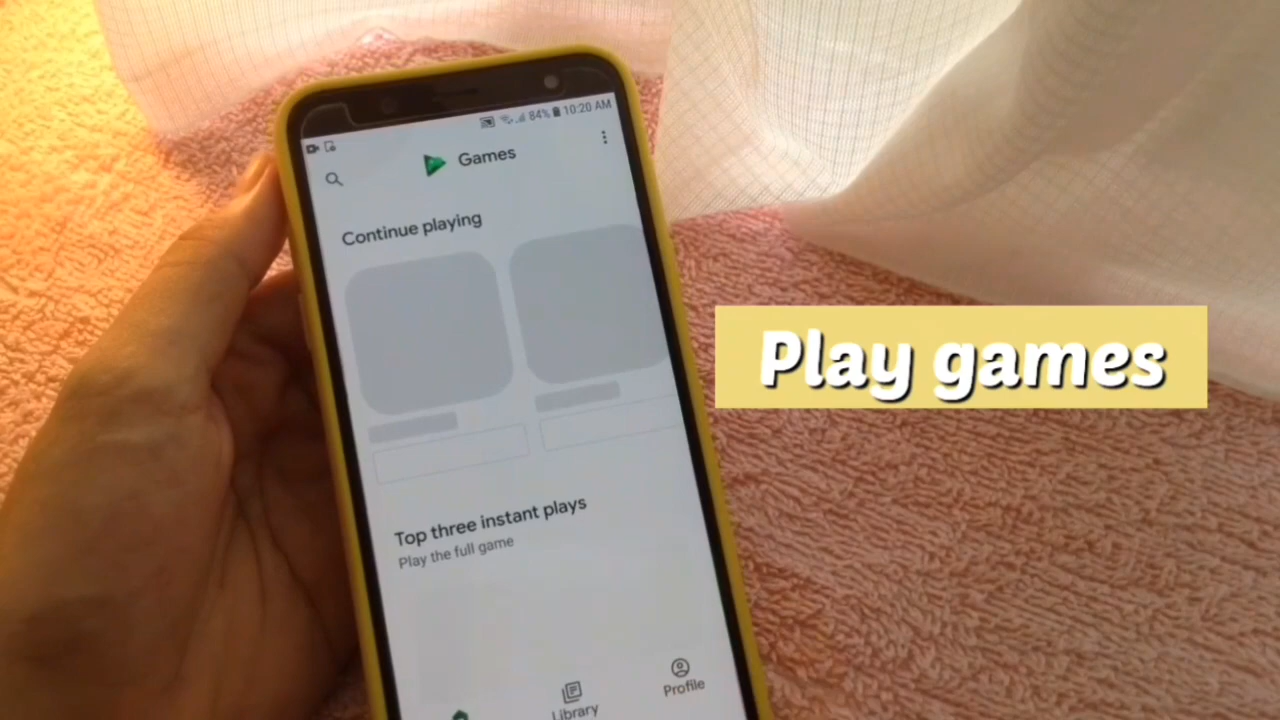 84% 10:20 AM
Games
Continue playing
Top three instant plays
Play the full game
Library
Profile
Play games